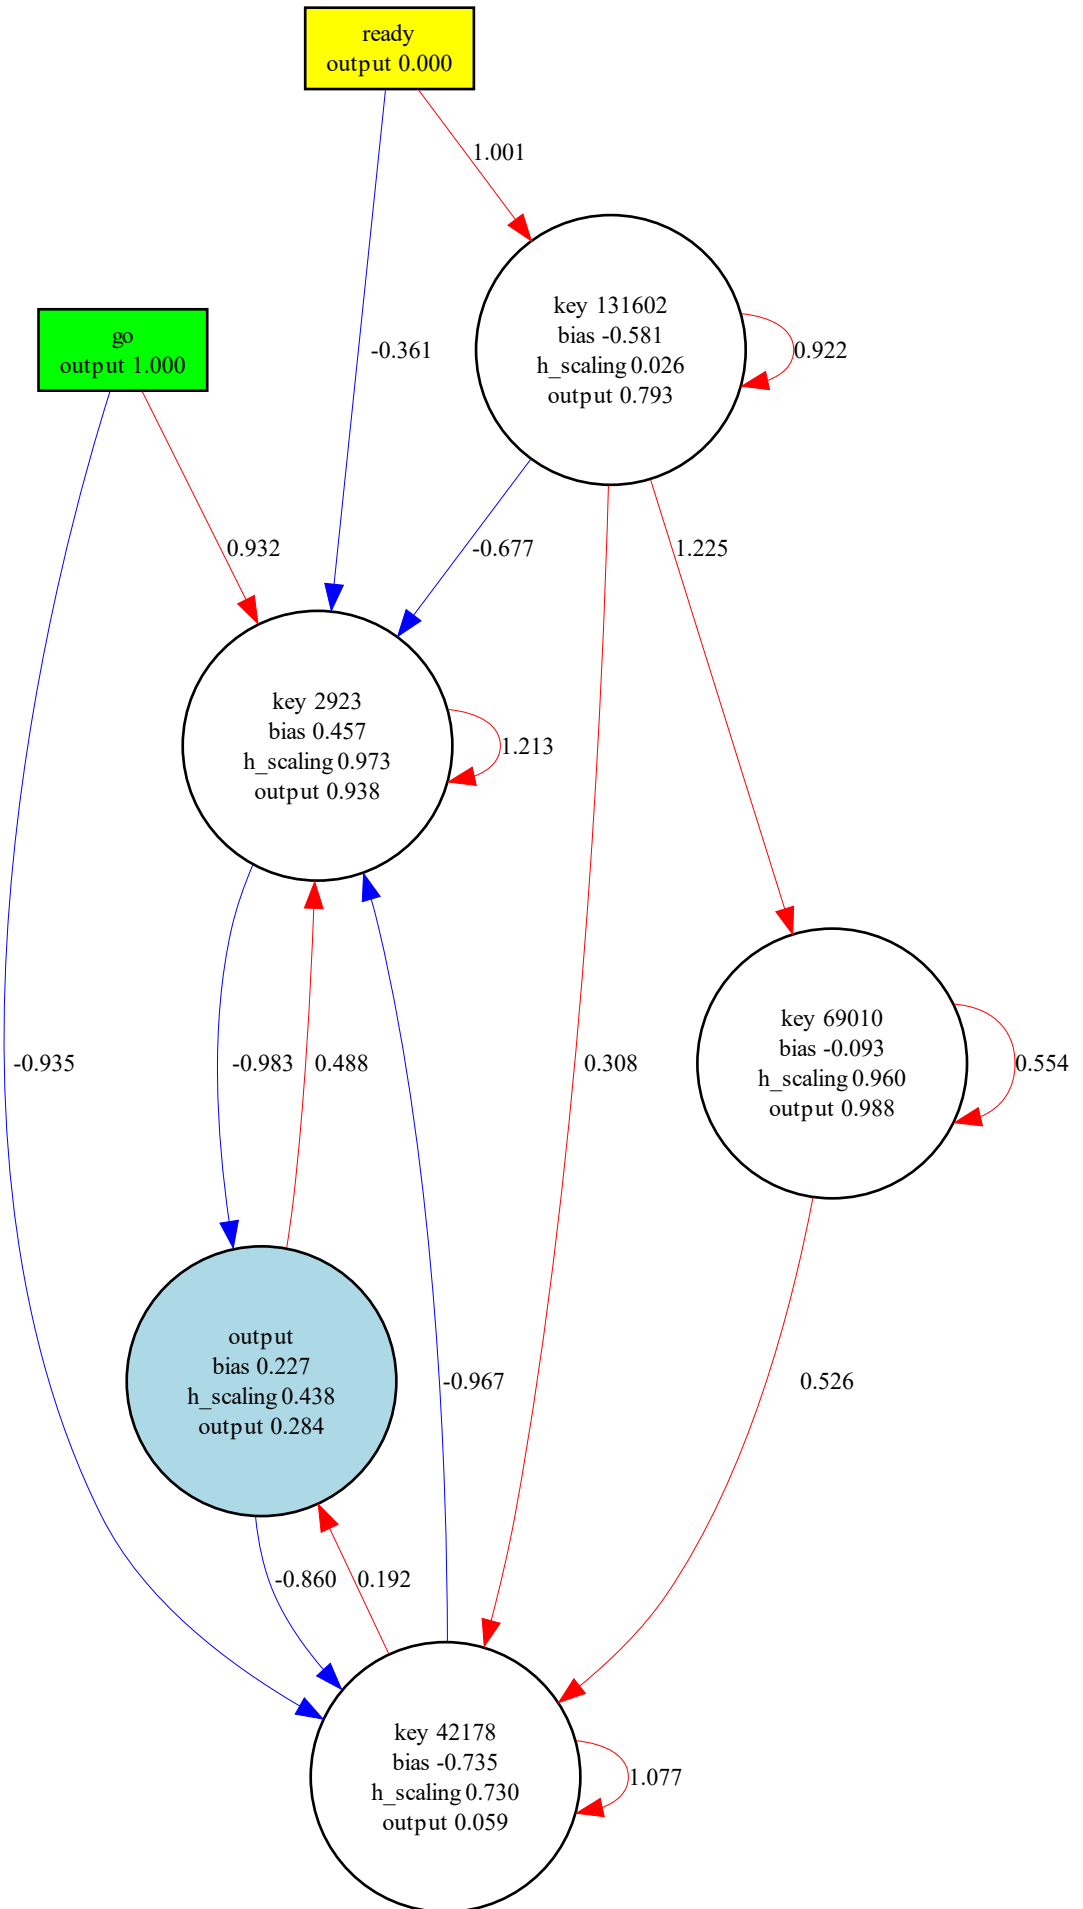 ready
output 0.000
1.001
key 131602
bias -0.581
h_scaling 0.026
output 0.793
0.922
go
output 1.000
-0.361
0.932
-0.677
1.225
key 2923
bias 0.457
h_scaling 0.973
output 0.938
1.213
key 69010
bias -0.093
h_scaling 0.960
output 0.988
0.554
-0.935
-0.983
0.488
0.308
output
bias 0.227
h_scaling 0.438
output 0.284
-0.967
0.526
-0.860
0.192
key 42178
bias -0.735
h_scaling 0.730
output 0.059
1.077